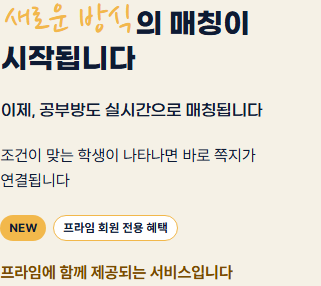 새로운 방식의 매칭이
시작됩니다
이제, 공부방도 실시간으로 매칭됩니다
조건이 맞는 학생이 나타나면 바로 쪽지가
연결됩니다
NEW 프라임 회원 전용 혜택
프라임에 함께 제공되는 서비스입니다